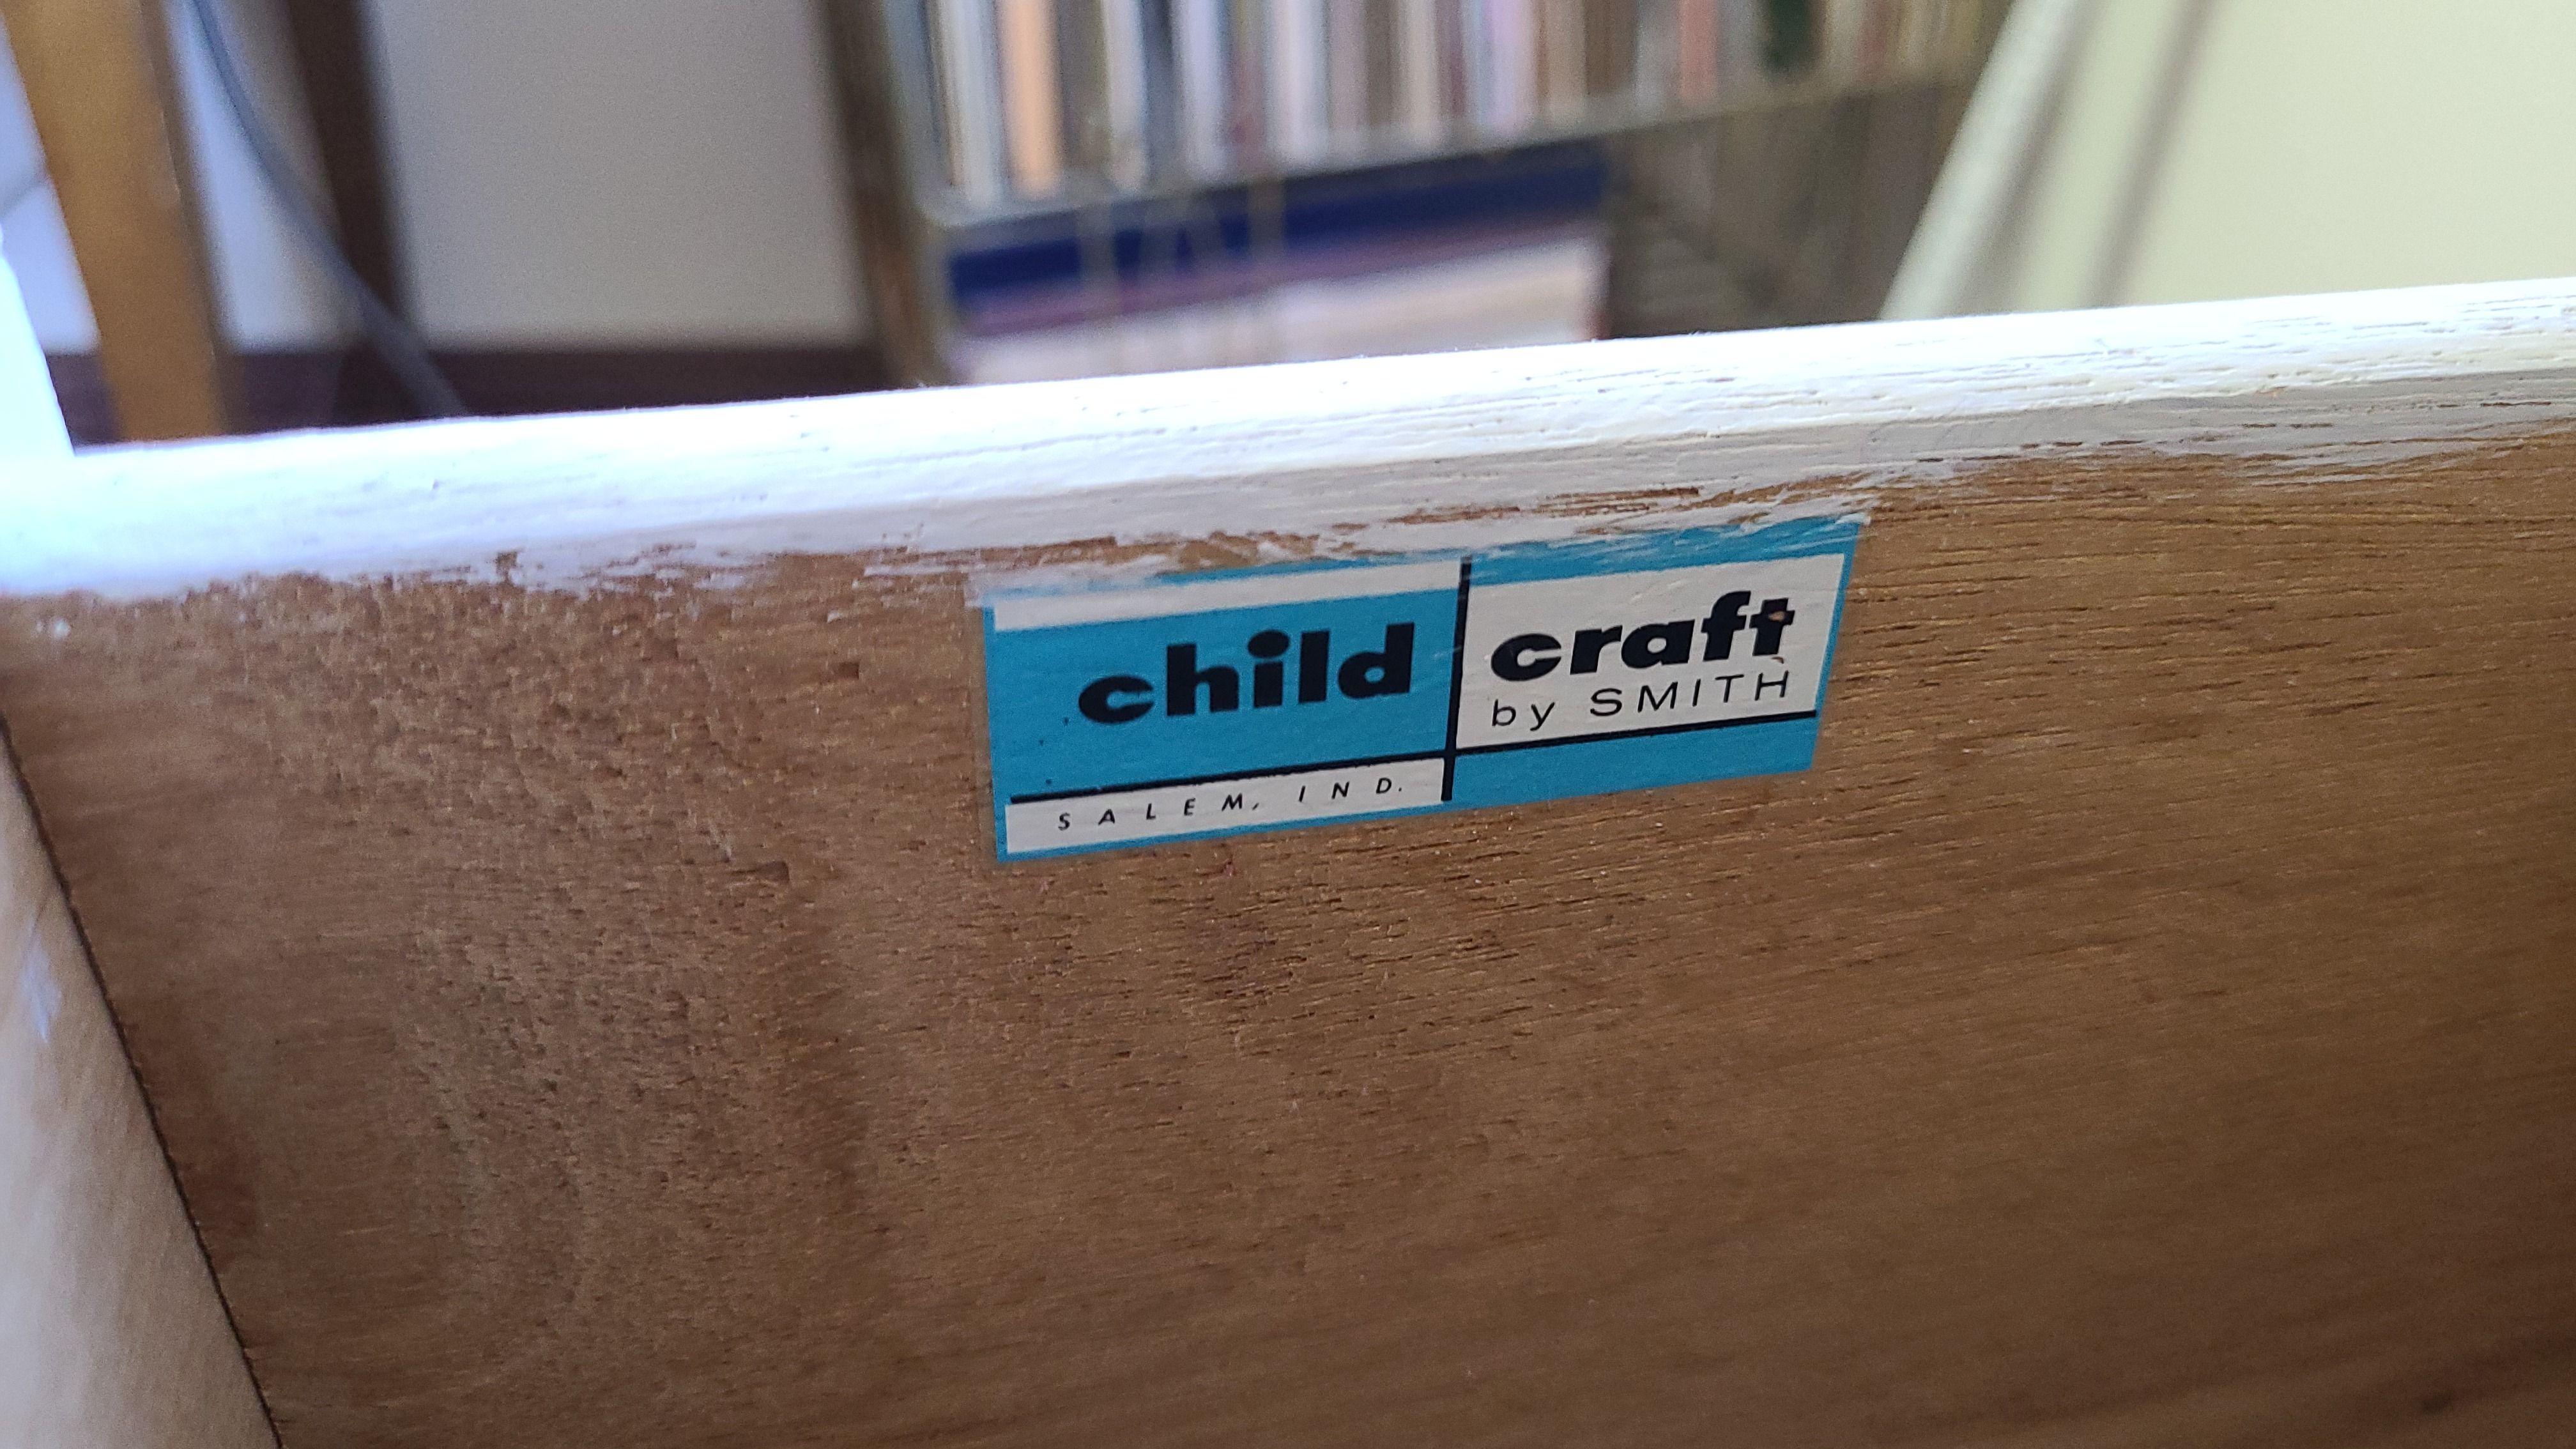 child craft
by SMITH
SALEM, IND.